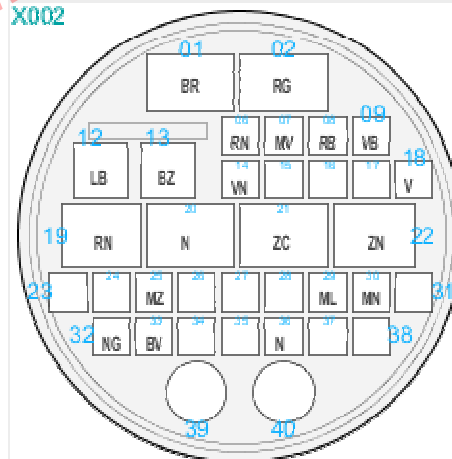 X002
01 02
BR RG
06 07 08 09
RN MV RB VB
12 13
LB BZ
14 15 16 17 18
VN V
19 20 21 22
RN N ZC ZN
23 24 25 26 27 28 29 30 31
MZ ML MN
32 33 34 35 36 37 38
NG BV N
39 40